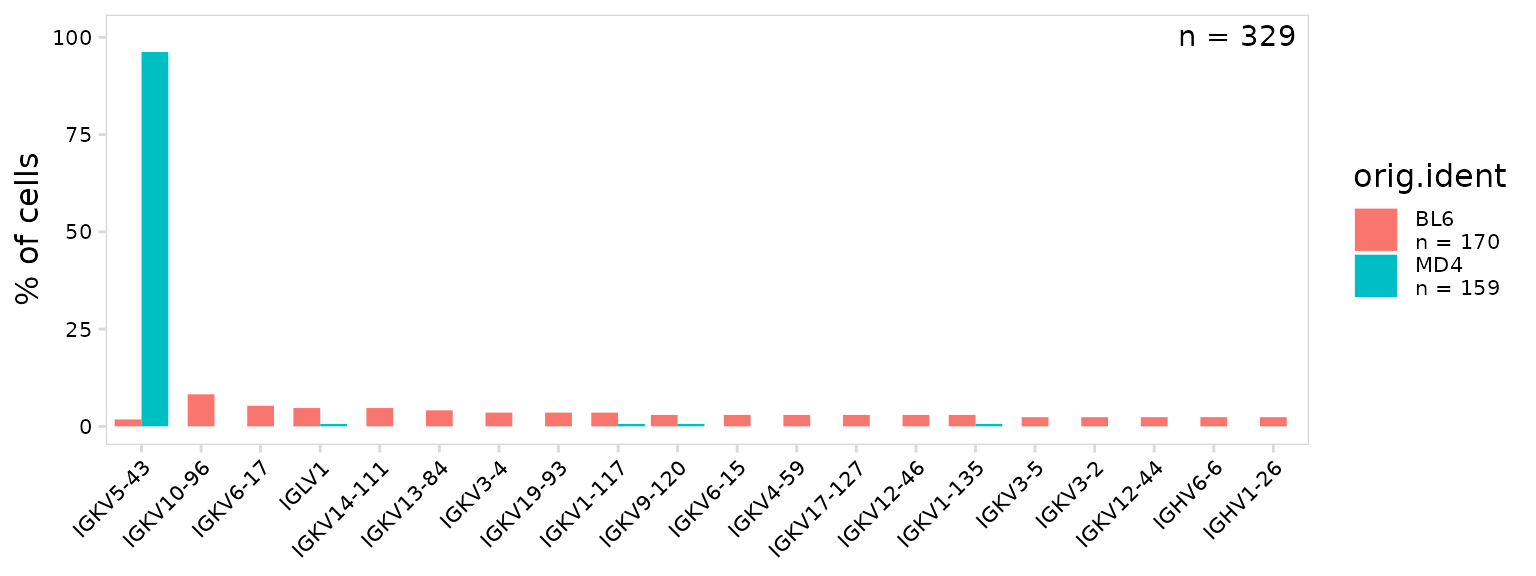 n = 329
100
75
50
25
0
% of cells
IGKV5-43
IGKV10-96
IGKV6-17
IGLV1
IGKV14-111
IGKV13-84
IGKV3-4
IGKV19-93
IGKV1-117
IGKV9-120
IGKV6-15
IGKV4-59
IGKV17-127
IGKV12-46
IGKV1-135
IGKV3-5
IGKV3-2
IGKV12-44
IGHV6-6
IGHV1-26
orig.ident
BL6
n = 170
MD4
n = 159